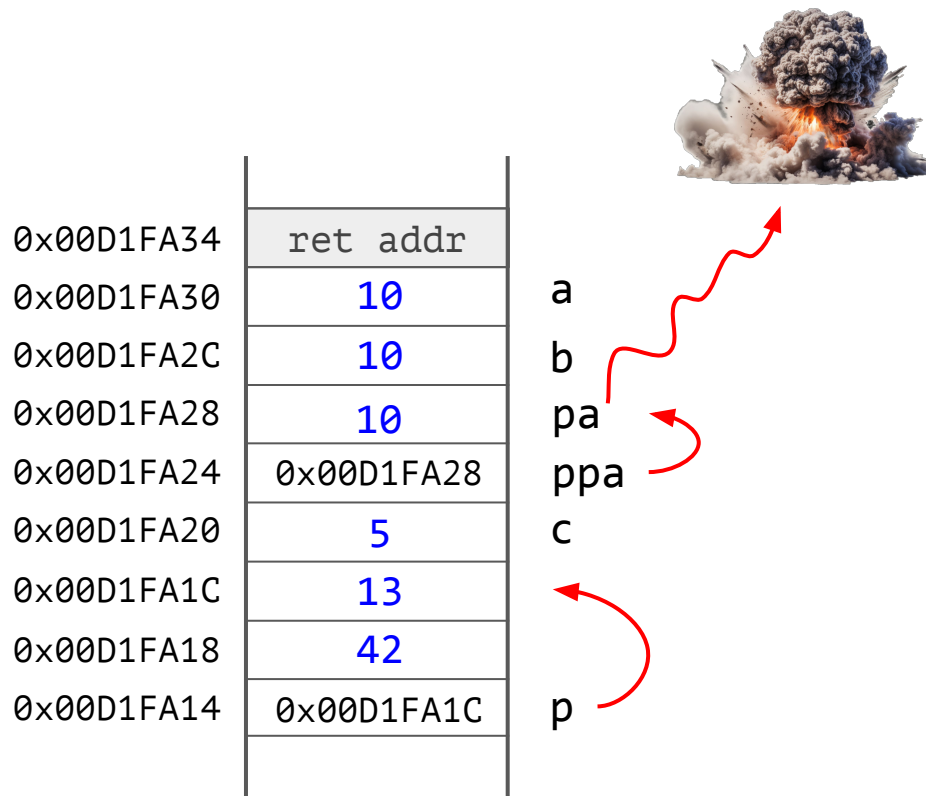 0x00D1FA34 ret addr
0x00D1FA30 10 a
0x00D1FA2C 10 b
0x00D1FA28 10 pa
0x00D1FA24 0x00D1FA28 ppa
0x00D1FA20 5 c
0x00D1FA1C 13
0x00D1FA18 42
0x00D1FA14 0x00D1FA1C p